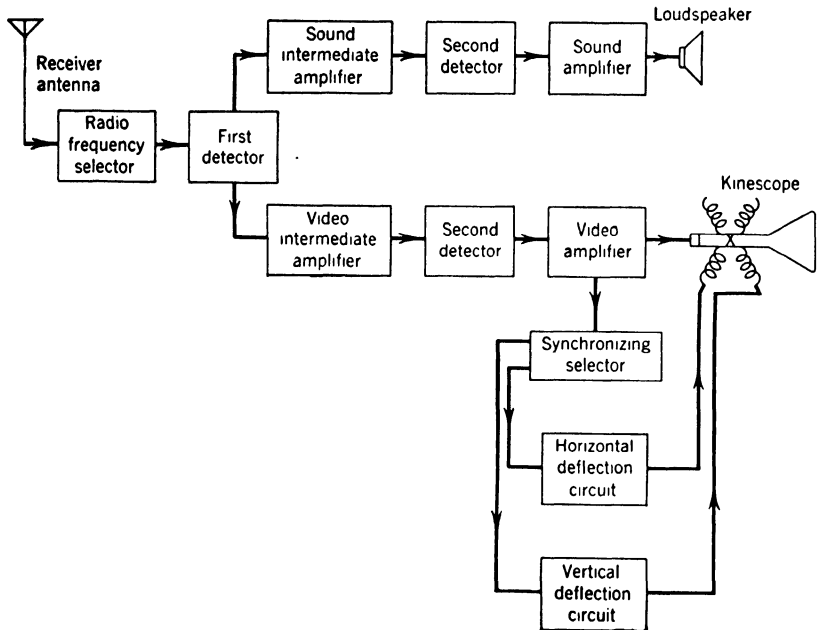 Loudspeaker
Receiver
antenna
Sound
intermediate
amplifier
Second
detector
Sound
amplifier
Radio
frequency
selector
First
detector
Kinescope
Video
intermediate
amplifier
Second
detector
Video
amplifier
Synchronizing
selector
Horizontal
deflection
circuit
Vertical
deflection
circuit